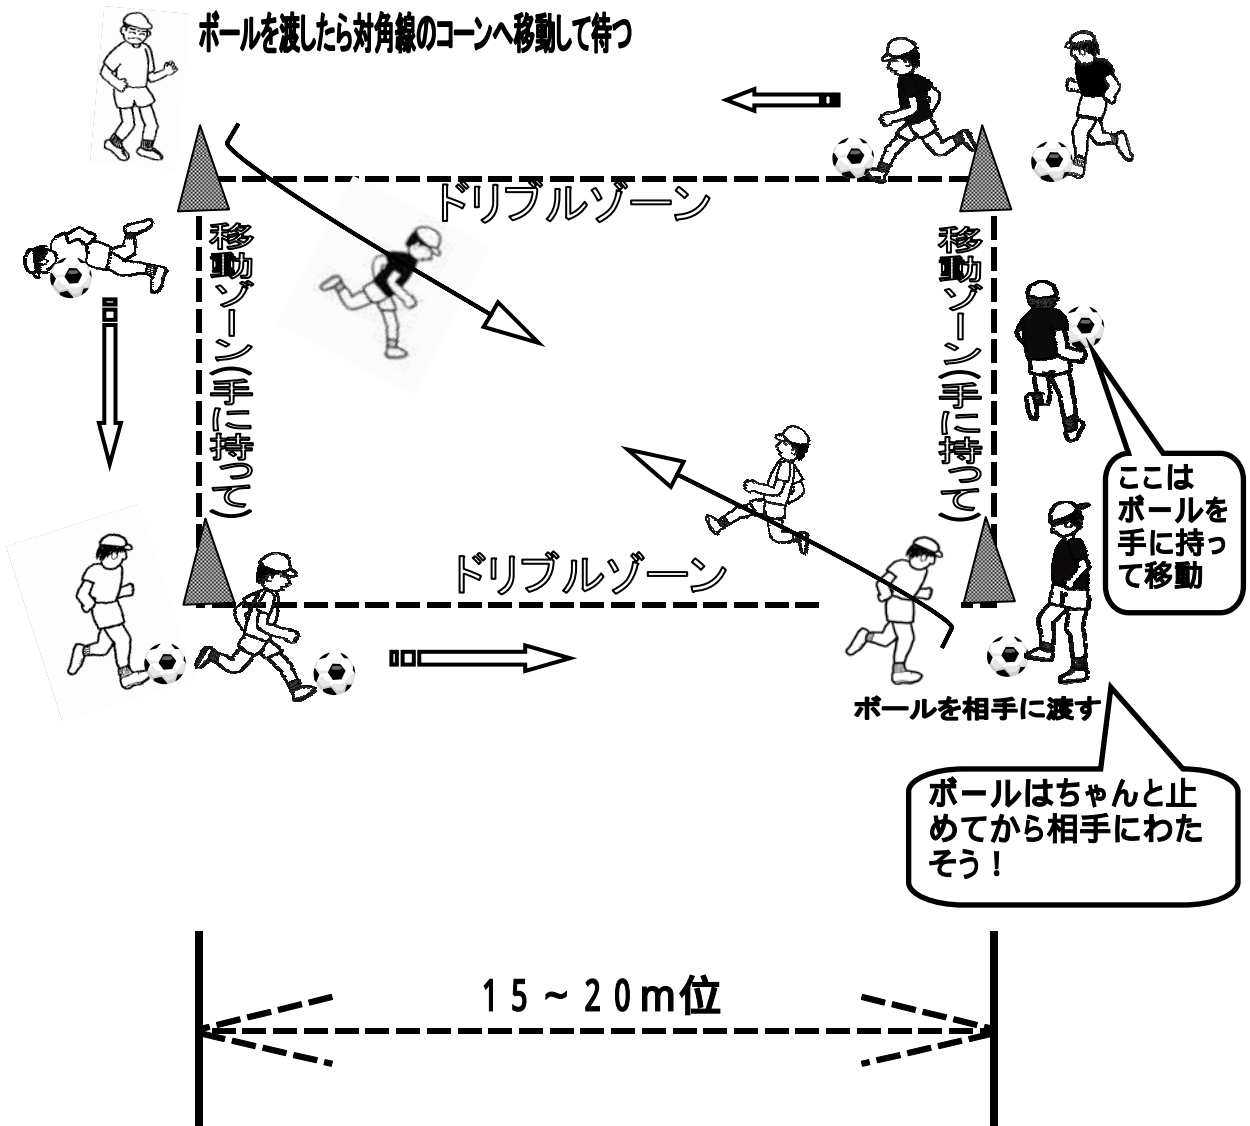 ボールを渡したら対角線のコーンへ移動して待つ
ドリブルゾーン
移動ゾーン(手に持って)
移動ゾーン(手に持って)
ここは
ボールを
手に持っ
て移動
ドリブルゾーン
ボールを相手に渡す
ボールはちゃんと止
めてから相手にわた
そう！
１５～２０ｍ位